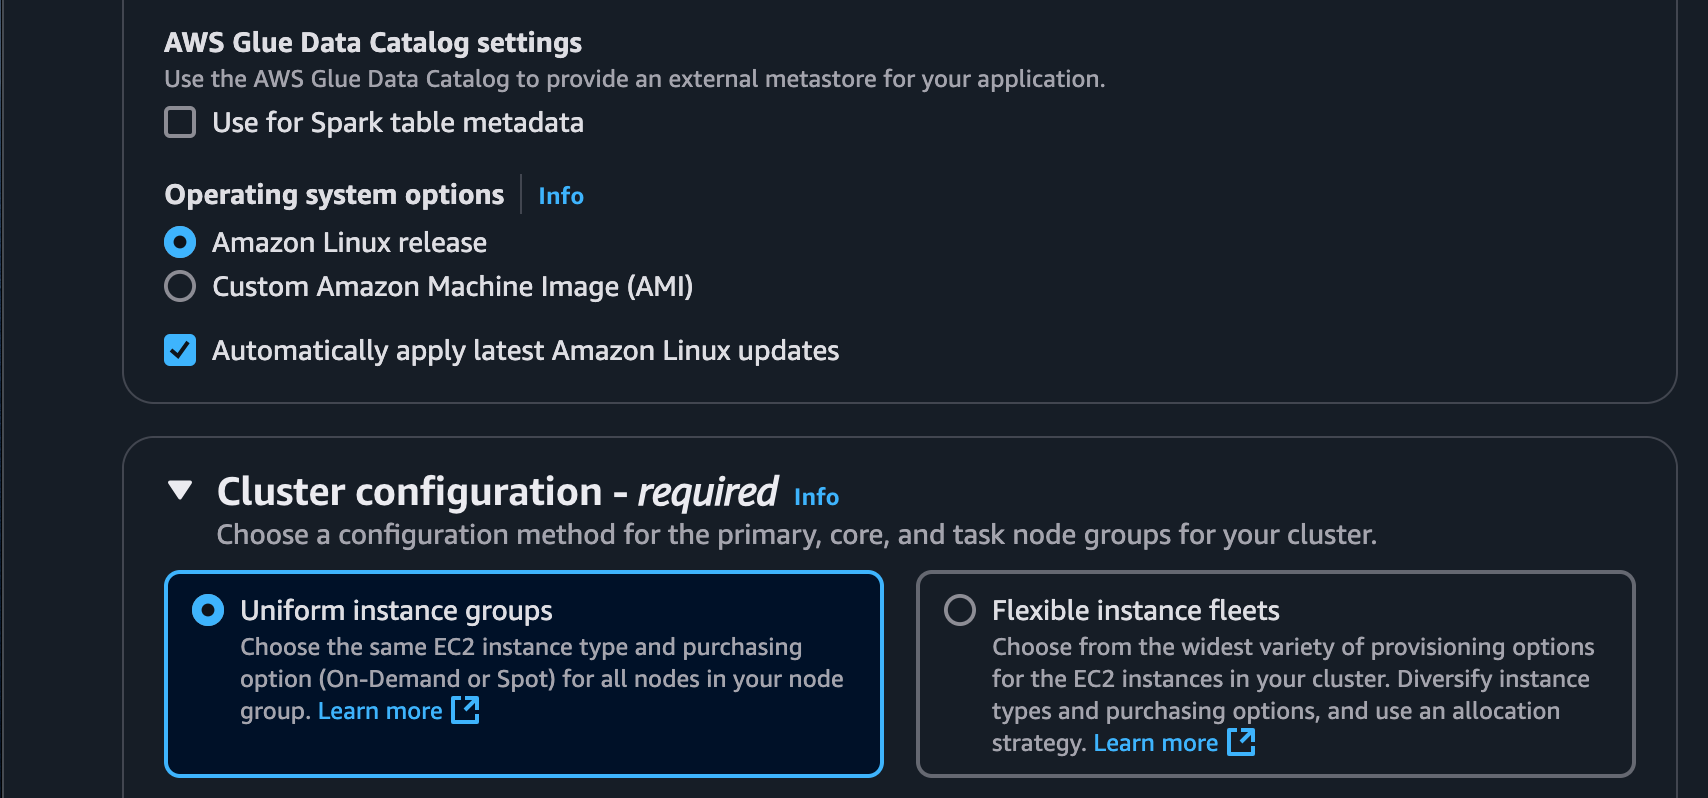 AWS Glue Data Catalog settings
Use the AWS Glue Data Catalog to provide an external metastore for your application.
Use for Spark table metadata
Operating system options Info
Amazon Linux release
Custom Amazon Machine Image (AMI)
Automatically apply latest Amazon Linux updates
Cluster configuration - required Info
Choose a configuration method for the primary, core, and task node groups for your cluster.
Uniform instance groups
Choose the same EC2 instance type and purchasing
option (On-Demand or Spot) for all nodes in your node
group. Learn more
Flexible instance fleets
Choose from the widest variety of provisioning options
for the EC2 instances in your cluster. Diversify instance
types and purchasing options, and use an allocation
strategy. Learn more